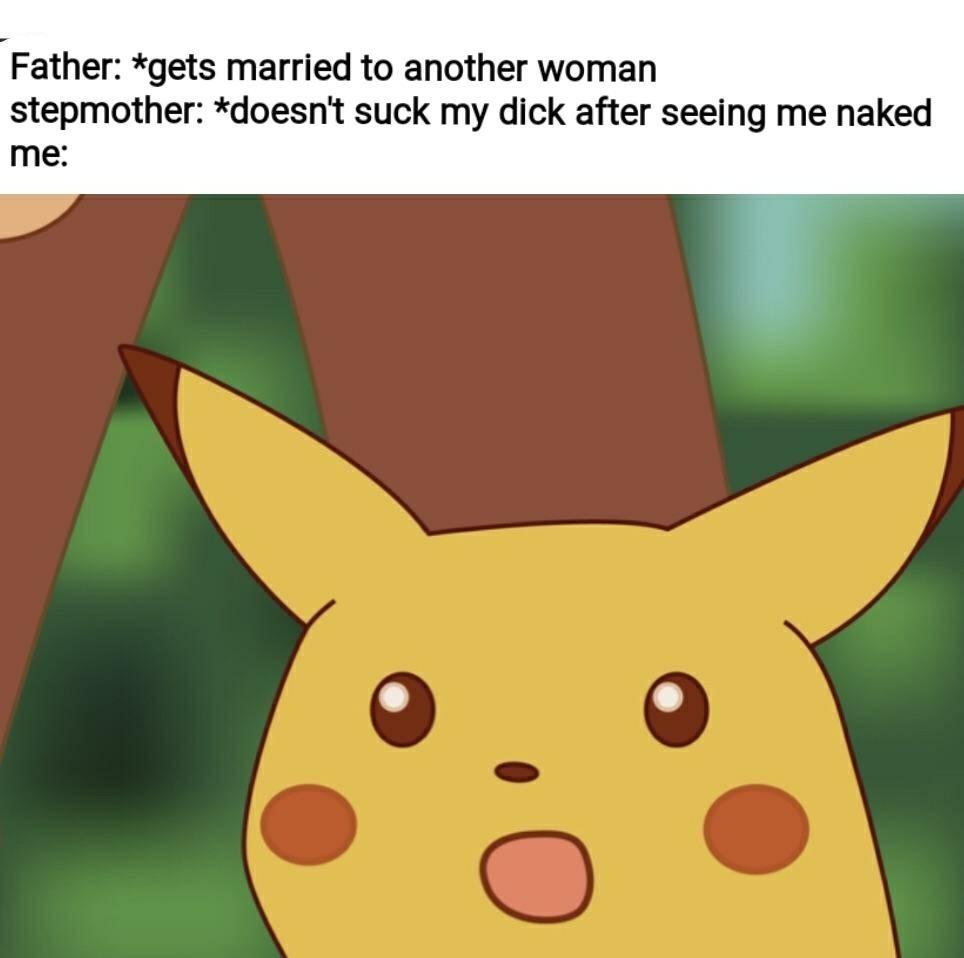 Father: *gets married to another woman
stepmother: *doesn't suck my dick after seeing me naked
me: